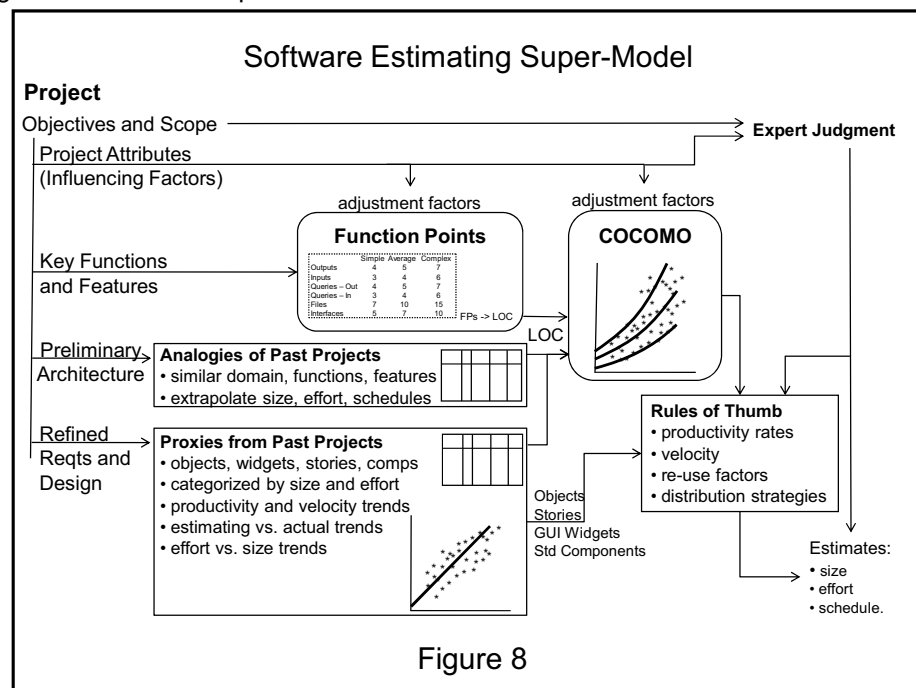 Software Estimating Super-Model
Project
Objectives and Scope
Expert Judgment
Project Attributes
(Influencing Factors)
adjustment factors
adjustment factors
Function Points
Simple Average Complex
Outputs 4 5 7
Inputs 3 4 6
Queries – Out 4 5 7
Queries – In 3 4 6
Files 7 10 15
Interfaces 5 7 10
FPs -> LOC
COCOMO
Key Functions
and Features
LOC
Preliminary
Architecture
Analogies of Past Projects
• similar domain, functions, features
• extrapolate size, effort, schedules
Refined
Reqts and
Design
Proxies from Past Projects
• objects, widgets, stories, comps
• categorized by size and effort
• productivity and velocity trends
• estimating vs. actual trends
• effort vs. size trends
Objects
Stories
GUI Widgets
Std Components
Rules of Thumb
• productivity rates
• velocity
• re-use factors
• distribution strategies
Estimates:
• size
• effort
• schedule.
Figure 8